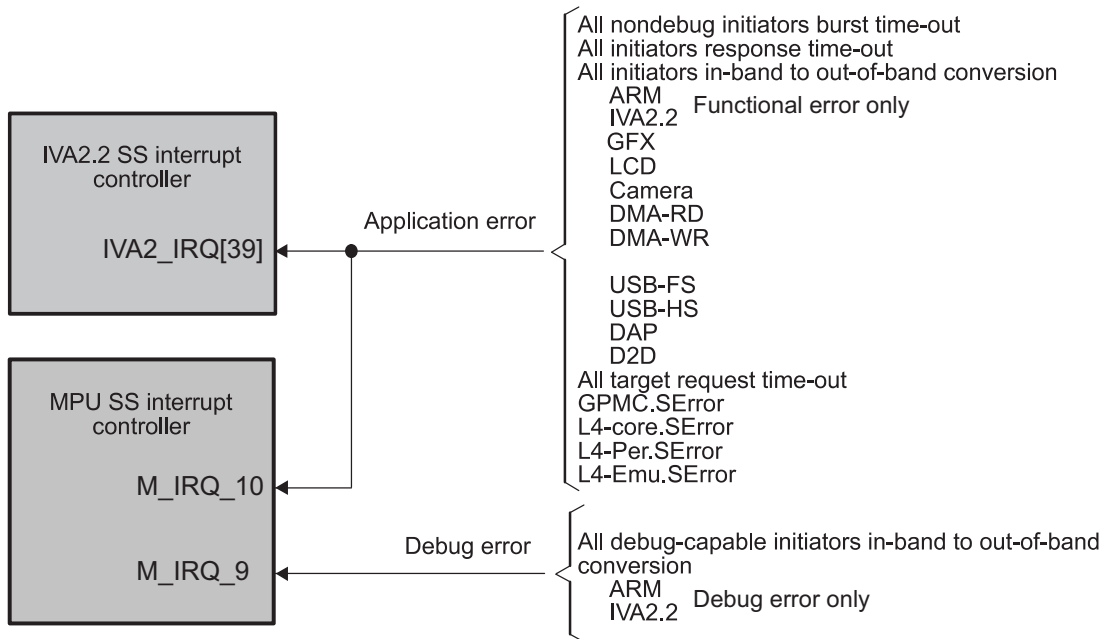 All nondebug initiators burst time-out
All initiators response time-out
All initiators in-band to out-of-band conversion
ARM
IVA2.2
Functional error only
GFX
LCD
Camera
DMA-RD
DMA-WR
USB-FS
USB-HS
DAP
D2D
All target request time-out
GPMC.SError
L4-core.SError
L4-Per.SError
L4-Emu.SError
IVA2.2 SS interrupt
controller
IVA2_IRQ[39]
Application error
MPU SS interrupt
controller
M_IRQ_10
M_IRQ_9
Debug error
All debug-capable initiators in-band to out-of-band
conversion
ARM
IVA2.2
Debug error only